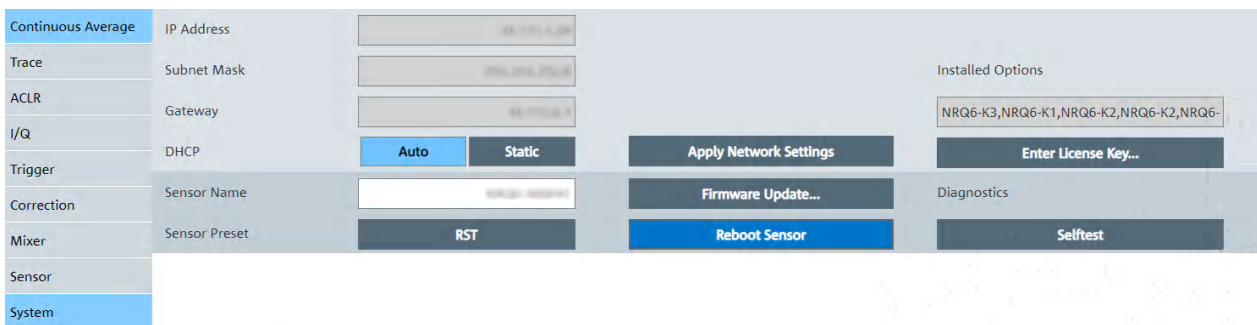 Continuous Average
Trace
ACLR
I/Q
Trigger
Correction
Mixer
Sensor
System
IP Address
Subnet Mask
Gateway
DHCP
Auto
Static
Apply Network Settings
Sensor Name
Firmware Update...
Sensor Preset
RST
Reboot Sensor
Installed Options
NRQ6-K3,NRQ6-K1,NRQ6-K2,NRQ6-K2,NRQ6-
Enter License Key...
Diagnostics
Selftest